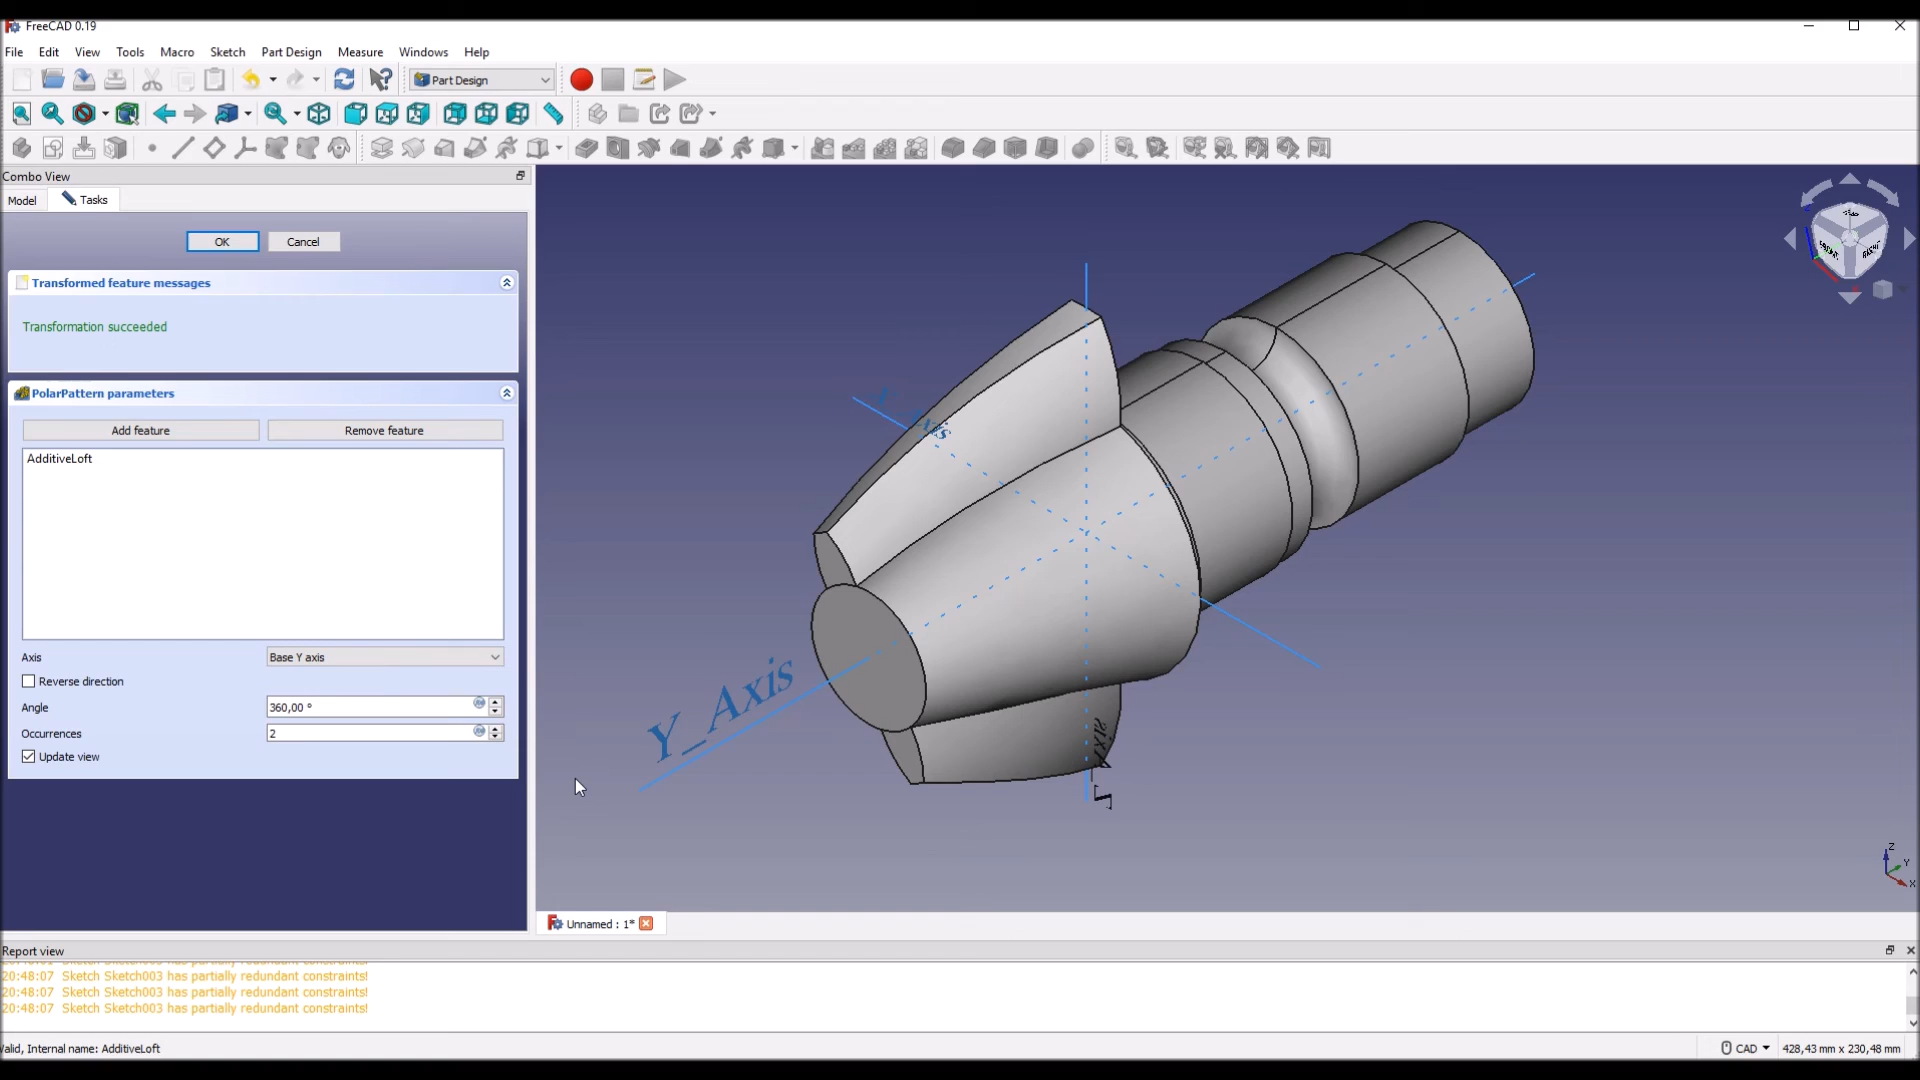 FreeCAD 0.19
File Edit View Tools Macro Sketch Part Design Measure Windows Help
Part Design
Combo View
Model Tasks
OK Cancel
Transformed feature messages
Transformation succeeded
PolarPattern parameters
Add feature Remove feature
AdditiveLoft
Axis Base Y axis
Reverse direction
Angle 360,00 °
Occurrences 2
Update view
Y_Axis
Unnamed : 1*
Report view
20:48:07 Sketch Sketch003 has partially redundant constraints!
20:48:07 Sketch Sketch003 has partially redundant constraints!
20:48:07 Sketch Sketch003 has partially redundant constraints!
Internal name: AdditiveLoft
CAD 428,43 mm x 230,48 mm
Z
Y
X